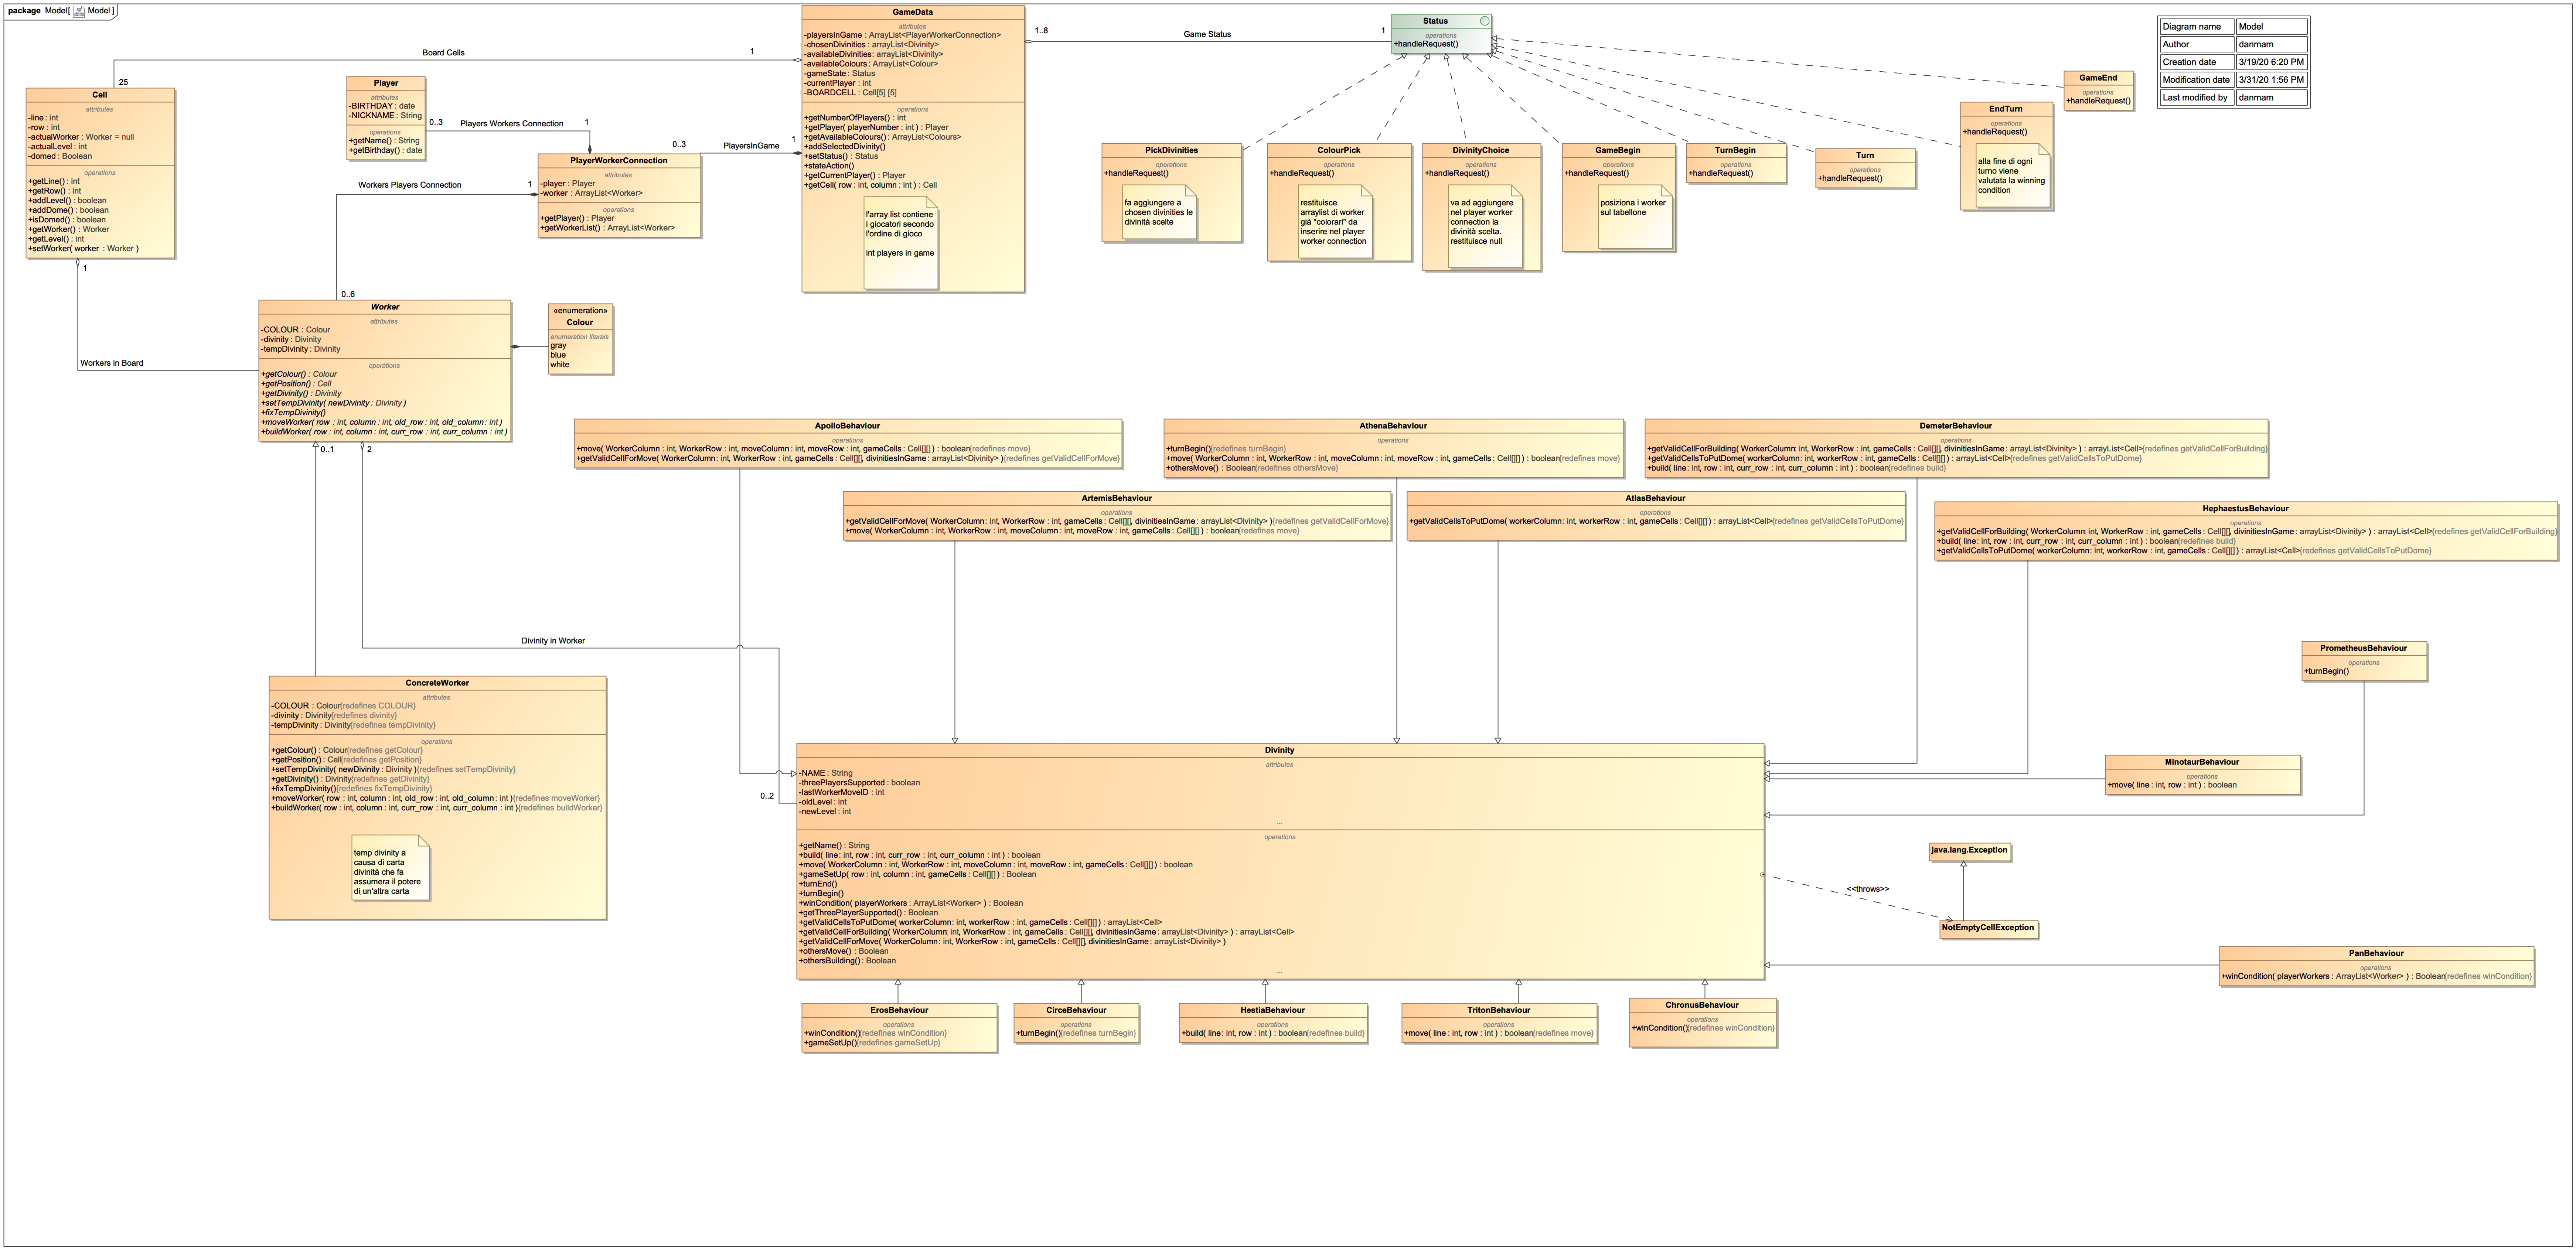 package Model[ Model ]
Diagram name Model
Author danmam
Creation date 3/19/20 6:20 PM
Modification date 3/31/20 1:56 PM
Last modified by danmam
GameData
attributes
-playersInGame : ArrayList<PlayerWorkerConnection>
-chosenDivinities : arrayList<Divinity>
-availableDivinities : arrayList<Divinity>
-availableColours : ArrayList<Colour>
-gameState : Status
-currentPlayer : int
-BOARDCELL : Cell[5] [5]
operations
+getNumberOfPlayers() : int
+getPlayer( playerNumber : int ) : Player
+getAvailableColours() : ArrayList<Colours>
+addSelectedDivinity()
+setStatus() : Status
+stateAction()
+getCurrentPlayer() : Player
+getCell( row : int, column : int ) : Cell
l'array list contiene
i giocatori secondo
l'ordine di gioco
int players in game
1..8
Game Status
1
Status
operations
+handleRequest()
Board Cells
1
25
Cell
attributes
-line : int
-row : int
-actualWorker : Worker = null
-actualLevel : int
-domed : Boolean
operations
+getLine() : int
+getRow() : int
+addLevel() : boolean
+addDome() : boolean
+isDomed() : boolean
+getWorker() : Worker
+getLevel() : int
+setWorker( worker : Worker )
1
Workers in Board
Player
attributes
-BIRTHDAY : date
-NICKNAME : String
operations
+getName() : String
+getBirthday() : date
0..3
Players Workers Connection
1
PlayersInGame
0..3
1
PlayerWorkerConnection
attributes
-player : Player
-worker : ArrayList<Worker>
operations
+getPlayer() : Player
+getWorkerList() : ArrayList<Worker>
Workers Players Connection
1
0..6
Worker
attributes
-COLOUR : Colour
-divinity : Divinity
-tempDivinity : Divinity
operations
+getColour() : Colour
+getPosition() : Cell
+getDivinity() : Divinity
+setTempDivinity( newDivinity : Divinity )
+fixTempDivinity()
+moveWorker( row : int, column : int, old_row : int, old_column : int )
+buildWorker( row : int, column : int, curr_row : int, curr_column : int )
0..1
2
«enumeration»
Colour
enumeration literals
gray
blue
white
PickDivinities
operations
+handleRequest()
fa aggiungere a
chosen divinities le
divinità scelte
ColourPick
operations
+handleRequest()
restituisce
arraylist di worker
già "colorari" da
inserire nel player
worker connection
DivinityChoice
operations
+handleRequest()
va ad aggiungere
nel player worker
connection la
divinità scelta.
restituisce null
GameBegin
operations
+handleRequest()
posiziona i worker
sul tabellone
TurnBegin
operations
+handleRequest()
Turn
operations
+handleRequest()
EndTurn
operations
+handleRequest()
alla fine di ogni
turno viene
valutata la winning
condition
GameEnd
operations
+handleRequest()
ApolloBehaviour
operations
+move( WorkerColumn : int, WorkerRow : int, moveColumn : int, moveRow : int, gameCells : Cell[][] ) : boolean{redefines move}
+getValidCellForMove( WorkerColumn : int, WorkerRow : int, gameCells : Cell[][], divinitiesInGame : arrayList<Divinity> ){redefines getValidCellForMove}
AthenaBehaviour
operations
+turnBegin(){redefines turnBegin}
+move( WorkerColumn : int, WorkerRow : int, moveColumn : int, moveRow : int, gameCells : Cell[][] ) : boolean{redefines move}
+othersMove() : Boolean{redefines othersMove}
DemeterBehaviour
operations
+getValidCellForBuilding( WorkerColumn: int, WorkerRow : int, gameCells : Cell[][], divinitiesInGame : arrayList<Divinity> ) : arrayList<Cell>{redefines getValidCellForBuilding}
+getValidCellsToPutDome( workerColumn : int, workerRow : int, gameCells : Cell[][] ) : arrayList<Cell>{redefines getValidCellsToPutDome}
+build( line : int, row : int, curr_row : int, curr_column : int ) : boolean{redefines build}
ArtemisBehaviour
operations
+getValidCellForMove( WorkerColumn : int, WorkerRow : int, gameCells : Cell[][], divinitiesInGame : arrayList<Divinity> ){redefines getValidCellForMove}
+move( WorkerColumn : int, WorkerRow : int, moveColumn : int, moveRow : int, gameCells : Cell[][] ) : boolean{redefines move}
AtlasBehaviour
operations
+getValidCellsToPutDome( workerColumn : int, workerRow : int, gameCells : Cell[][] ) : arrayList<Cell>{redefines getValidCellsToPutDome}
HephaestusBehaviour
operations
+getValidCellForBuilding( WorkerColumn: int, WorkerRow : int, gameCells : Cell[][], divinitiesInGame : arrayList<Divinity> ) : arrayList<Cell>{redefines getValidCellForBuilding}
+build( line : int, row : int, curr_row : int, curr_column : int ) : boolean{redefines build}
+getValidCellsToPutDome( workerColumn : int, workerRow : int, gameCells : Cell[][] ) : arrayList<Cell>{redefines getValidCellsToPutDome}
Divinity in Worker
0..2
PrometheusBehaviour
operations
+turnBegin()
ConcreteWorker
attributes
-COLOUR : Colour{redefines COLOUR}
-divinity : Divinity{redefines divinity}
-tempDivinity : Divinity{redefines tempDivinity}
operations
+getColour() : Colour{redefines getColour}
+getPosition() : Cell{redefines getPosition}
+setTempDivinity( newDivinity : Divinity ){redefines setTempDivinity}
+getDivinity() : Divinity{redefines getDivinity}
+fixTempDivinity(){redefines fixTempDivinity}
+moveWorker( row : int, column : int, old_row : int, old_column : int ){redefines moveWorker}
+buildWorker( row : int, column : int, curr_row : int, curr_column : int ){redefines buildWorker}
temp divinity a
causa di carta
divinità che fa
assumera il potere
di un'altra carta
Divinity
attributes
-NAME : String
-threePlayersSupported : boolean
-lastWorkerMoveID : int
-oldLevel : int
-newLevel : int
...
operations
+getName() : String
+build( line : int, row : int, curr_row : int, curr_column : int ) : boolean
+move( WorkerColumn : int, WorkerRow : int, moveColumn : int, moveRow : int, gameCells : Cell[][] ) : boolean
+gameSetUp( row : int, column : int, gameCells : Cell[][] ) : Boolean
+turnEnd()
+turnBegin()
+winCondition( playerWorkers : ArrayList<Worker> ) : Boolean
+getThreePlayerSupported() : Boolean
+getValidCellsToPutDome( workerColumn : int, workerRow : int, gameCells : Cell[][] ) : arrayList<Cell>
+getValidCellForBuilding( WorkerColumn: int, WorkerRow : int, gameCells : Cell[][], divinitiesInGame : arrayList<Divinity> ) : arrayList<Cell>
+getValidCellForMove( WorkerColumn : int, WorkerRow : int, gameCells : Cell[][], divinitiesInGame : arrayList<Divinity> )
+othersMove() : Boolean
+othersBuilding() : Boolean
...
MinotaurBehaviour
operations
+move( line : int, row : int ) : boolean
java.lang.Exception
<<throws>>
NotEmptyCellException
PanBehaviour
operations
+winCondition( playerWorkers : ArrayList<Worker> ) : Boolean{redefines winCondition}
ErosBehaviour
operations
+winCondition(){redefines winCondition}
+gameSetUp(){redefines gameSetUp}
CirceBehaviour
operations
+turnBegin(){redefines turnBegin}
HestiaBehaviour
operations
+build( line : int, row : int ) : boolean{redefines build}
TritonBehaviour
operations
+move( line : int, row : int ) : boolean{redefines move}
ChronusBehaviour
operations
+winCondition(){redefines winCondition}